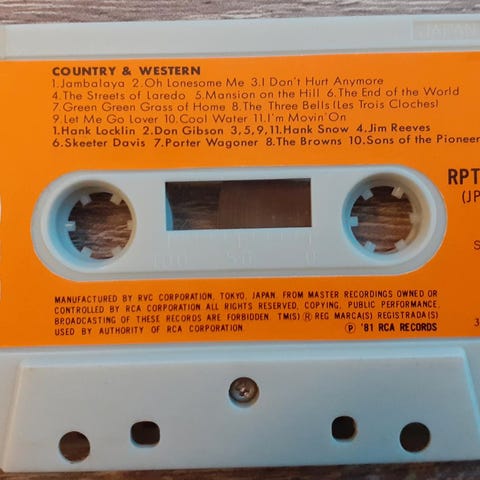 JAPAN
COUNTRY & WESTERN
1.Jambalaya 2.Oh Lonesome Me 3.I Don't Hurt Anymore
4.The Streets of Laredo 5.Mansion on the Hill 6.The End of the World
7.Green Green Grass of Home 8.The Three Bells (Les Trois Cloches)
9.Let Me Go Lover 10.Cool Water 11.I'm Movin' On
1.Hank Locklin 2.Don Gibson 3,5,9,11.Hank Snow 4.Jim Reeves
6.Skeeter Davis 7.Porter Wagoner 8.The Browns 10.Sons of the Pioneer
RPT
(JP
S
100 50 0
MANUFACTURED BY RVC CORPORATION, TOKYO, JAPAN. FROM MASTER RECORDINGS OWNED OR
CONTROLLED BY RCA CORPORATION ALL RIGHTS RESERVED, COPYING, PUBLIC PERFORMANCE,
BROADCASTING OF THESE RECORDS ARE FORBIDDEN. TM(S) ® REG MARCA(S) REGISTRADA(S)
USED BY AUTHORITY OF RCA CORPORATION.
℗ '81 RCA RECORDS
3